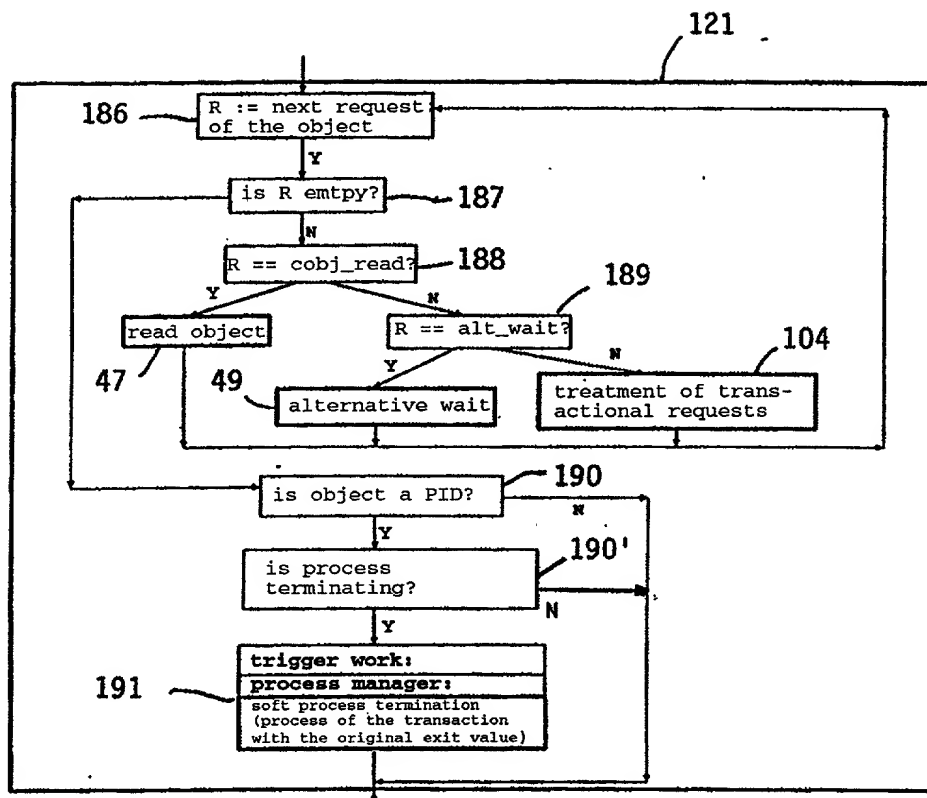 121
186
R := next request
of the object
Y
is R emtpy?
187
N
R == cobj_read?
188
Y
N
189
read object
R == alt_wait?
47
Y
N
104
49
alternative wait
treatment of trans-
actional requests
is object a PID?
190
N
Y
is process
terminating?
190'
N
Y
191
trigger work:
process manager:
soft process termination
(process of the transaction
with the original exit value)